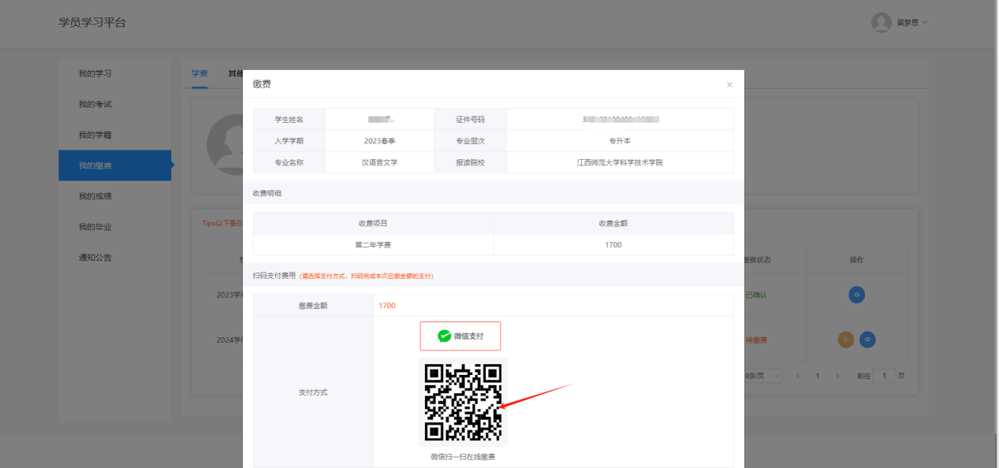 学员学习平台
吴梦思
我的学习
我的考试
我的学籍
我的缴费
我的成绩
我的毕业
通知公告
学费 其他
缴费
学生姓名 证件号码 3
入学学期 2023春季 专业层次 专升本
专业名称 汉语言文学 报读院校 江西师范大学科学技术学院
收费明细
收费项目 收费金额
第二年学费 1700
扫码支付费用 (请选择支付方式,扫码完成本次应缴金额的支付)
缴费金额 1700
支付方式
微信支付
微信扫一扫在线缴费
Tips:以下是你
缴费状态 操作
2023学年 已确认
2024学年 待缴费
0条/页 1 前往 1 页